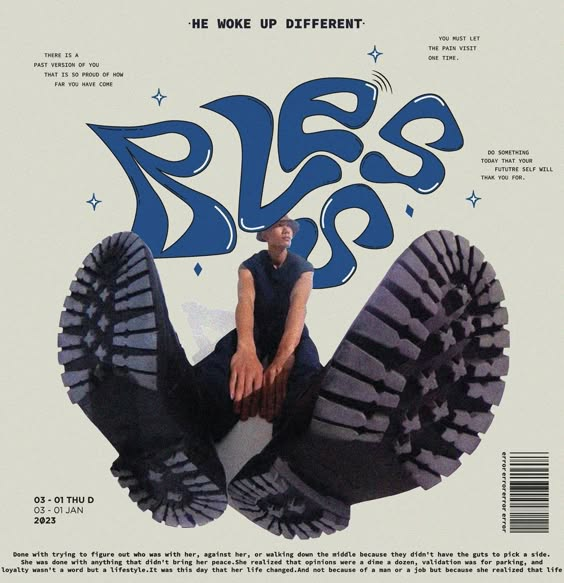 ·HE WOKE UP DIFFERENT·
YOU MUST LET
THE PAIN VISIT
ONE TIME.
THERE IS A
PAST VERSION OF YOU
THAT IS SO PROUD OF HOW
FAR YOU HAVE COME
BLESS
S
DO SOMETHING
TODAY THAT YOUR
FUTUTRE SELF WILL
THAK YOU FOR.
error error error error error
03 - 01 THU D
03 - 01 JAN
2023
Done with trying to figure out who was with her, against her, or walking down the middle because they didn't have the guts to pick a side.
She was done with anything that didn't bring her peace.She realized that opinions were a dime a dozen, validation was for parking, and
loyalty wasn't a word but a lifestyle.It was this day that her life changed.And not because of a man or a job but because she realized that life